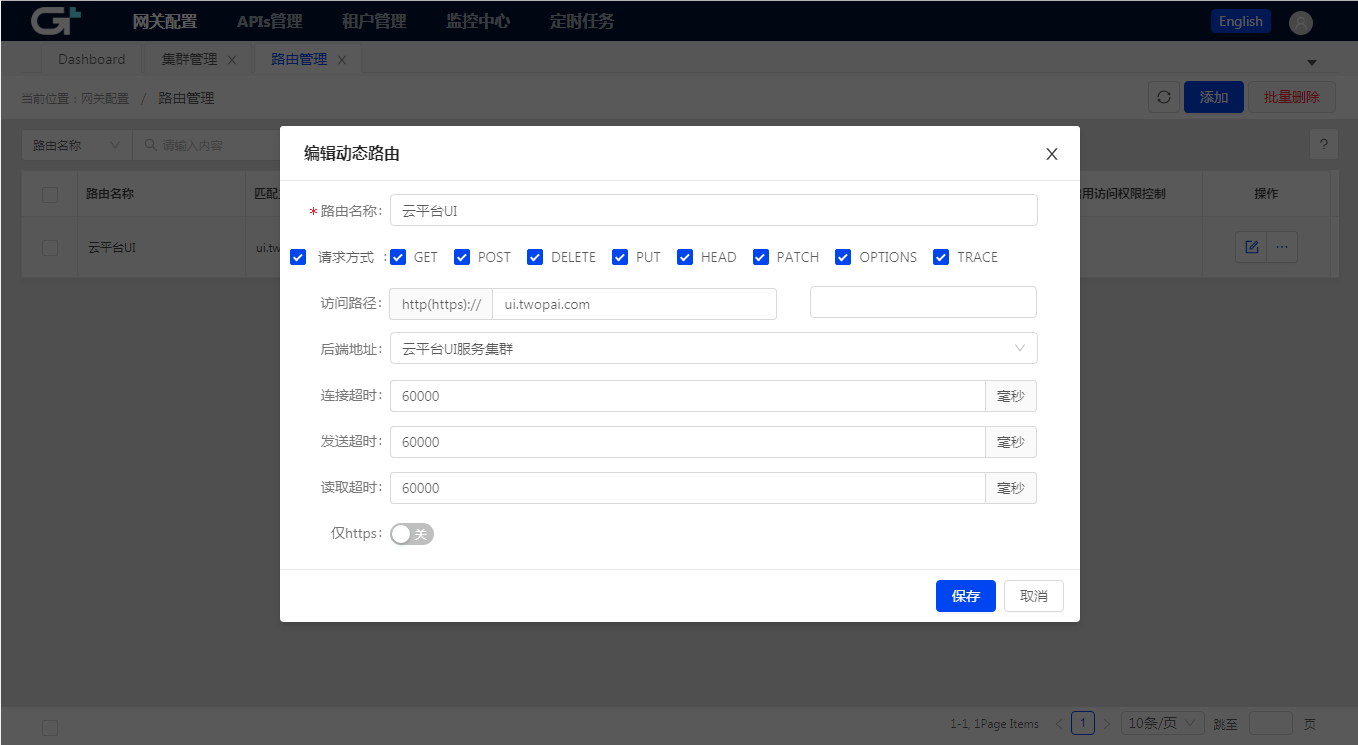 G+ 网关配置 APIs管理 租户管理 监控中心 定时任务 English
Dashboard 集群管理 路由管理
当前位置：网关配置 / 路由管理 添加 批量删除
路由名称 请输入内容 ?
编辑动态路由
路由名称 匹配 用访问权限控制 操作
* 路由名称： 云平台UI
云平台UI ui.tw ...
请求方式 : GET POST DELETE PUT HEAD PATCH OPTIONS TRACE
访问路径： http(https):// ui.twopai.com
后端地址： 云平台UI服务集群
连接超时： 60000 毫秒
发送超时： 60000 毫秒
读取超时： 60000 毫秒
仅https： 关
保存 取消
1-1, 1Page Items 1 10条/页 跳至 页